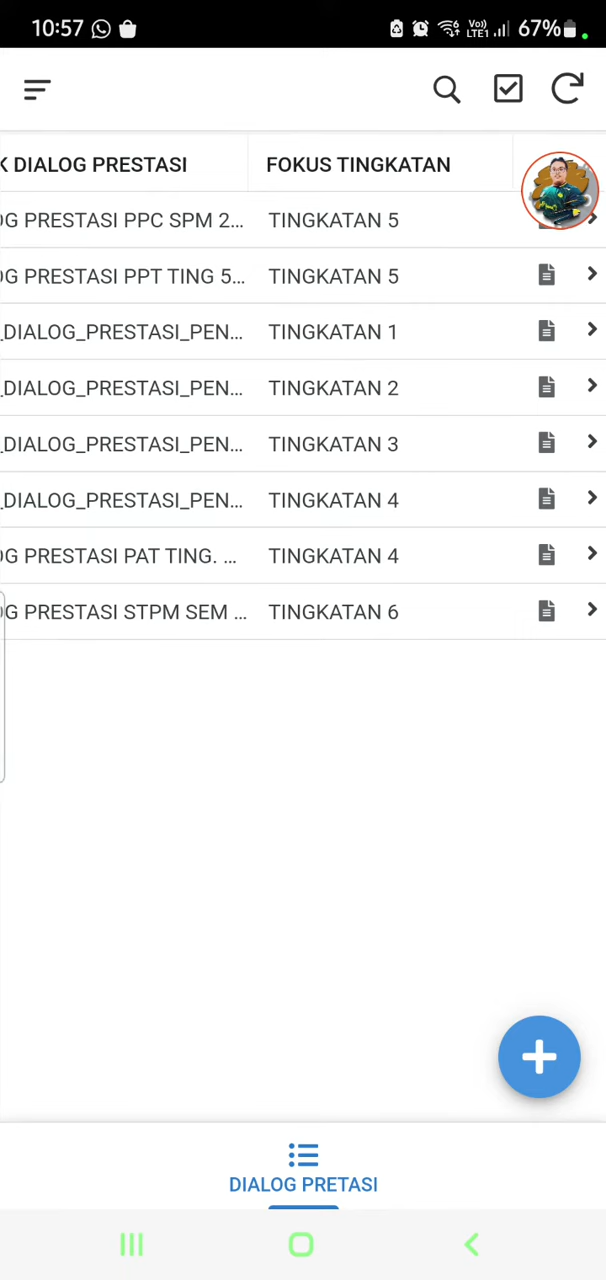 10:57 Vo)) LTE1 67%
K DIALOG PRESTASI FOKUS TINGKATAN
OG PRESTASI PPC SPM 2... TINGKATAN 5
OG PRESTASI PPT TING 5... TINGKATAN 5
_DIALOG_PRESTASI_PEN... TINGKATAN 1
_DIALOG_PRESTASI_PEN... TINGKATAN 2
_DIALOG_PRESTASI_PEN... TINGKATAN 3
_DIALOG_PRESTASI_PEN... TINGKATAN 4
OG PRESTASI PAT TING. ... TINGKATAN 4
OG PRESTASI STPM SEM ... TINGKATAN 6
DIALOG PRETASI